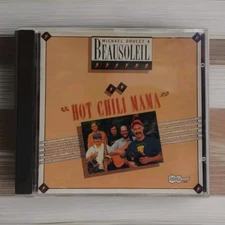 MICHAEL DOUCET &
BEAUSOLEIL
"HOT CHILI MAMA"